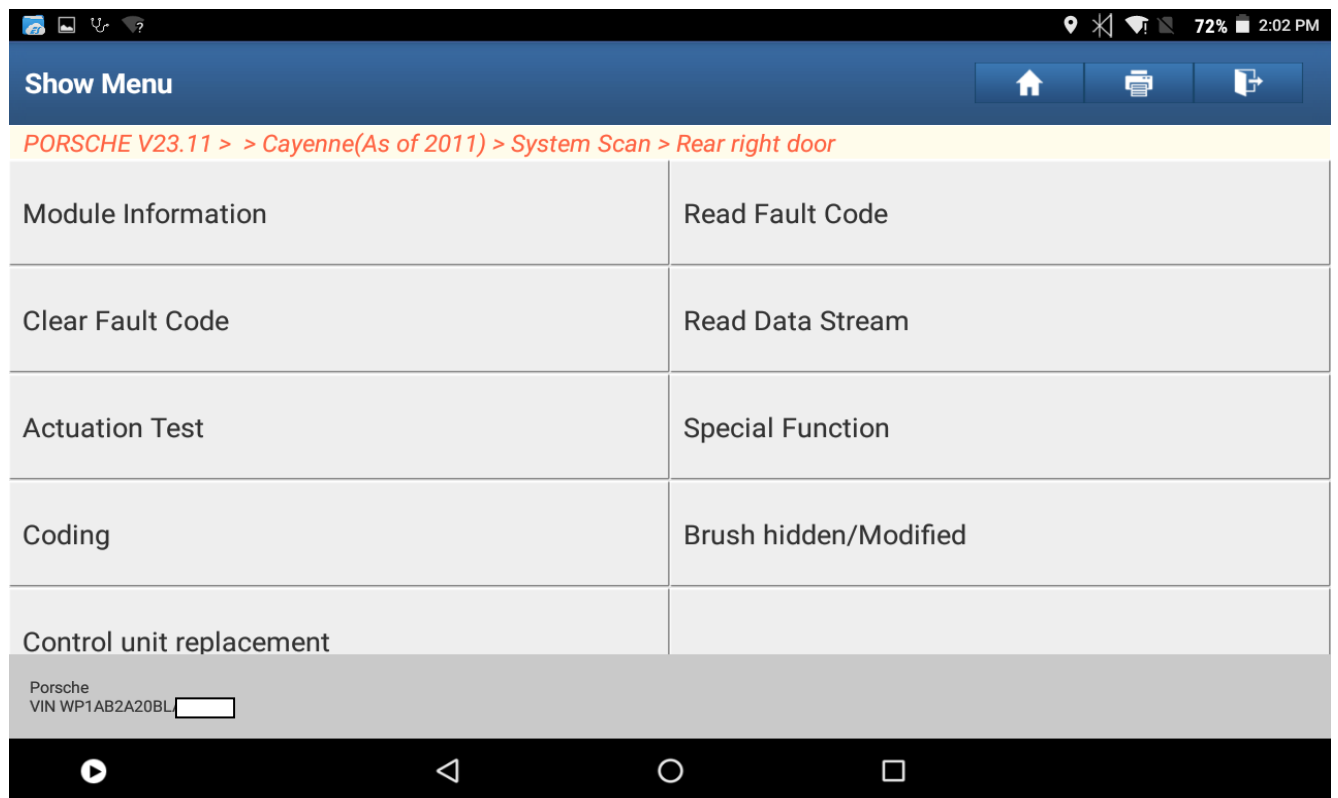 72% 2:02 PM
Show Menu
PORSCHE V23.11 > > Cayenne(As of 2011) > System Scan > Rear right door
Module Information
Read Fault Code
Clear Fault Code
Read Data Stream
Actuation Test
Special Function
Coding
Brush hidden/Modified
Control unit replacement
Porsche
VIN WP1AB2A20BL